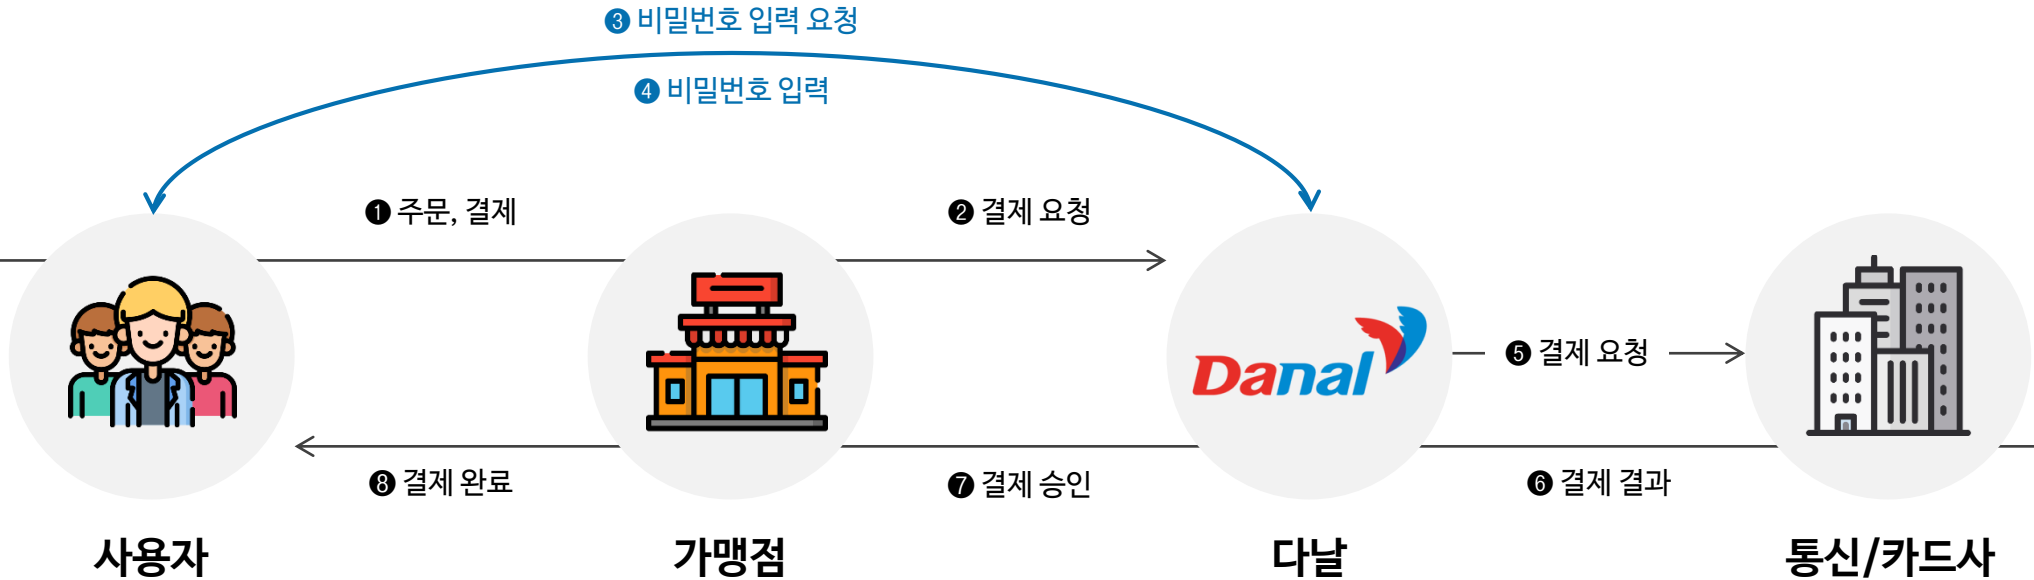 ❸ 비밀번호 입력 요청
❹ 비밀번호 입력
❶ 주문, 결제
❷ 결제 요청
Danal
❺ 결제 요청
❽ 결제 완료
❼ 결제 승인
❻ 결제 결과
사용자
가맹점
다날
통신/카드사